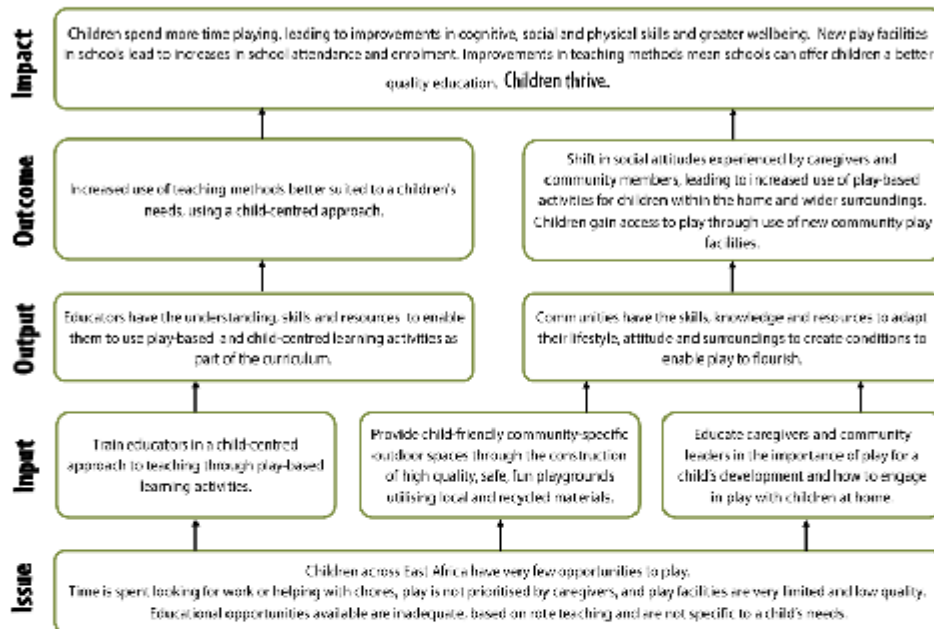 Impact
Children spend more time playing, leading to improvements in cognitive, social and physical skills and greater wellbeing. New play facilities
in schools lead to increases in school attendance and enrolment. Improvements in teaching methods mean schools can offer children a better
quality education. Children thrive.
Outcome
Increased use of teaching methods better suited to a children's
needs, using a child-centred approach.
Shift in social attitudes experienced by caregivers and
community members, leading to increased use of play-based
activities for children within the home and wider surroundings.
Children gain access to play through use of new community play
facilities.
Output
Educators have the understanding, skills and resources to enable
them to use play-based and child-centred learning activities as
part of the curriculum.
Communities have the skills, knowledge and resources to adapt
their lifestyle, attitude and surroundings to create conditions to
enable play to flourish.
Input
Train educators in a child-centred
approach to teaching through play-based
learning activities.
Provide child-friendly community-specific
outdoor spaces through the construction
of high quality, safe, fun playgrounds
utilising local and recycled materials.
Educate caregivers and community
leaders in the importance of play for a
child's development and how to engage
in play with children at home.
Issue
Children across East Africa have very few opportunities to play.
Time is spent looking for work or helping with chores, play is not prioritised by caregivers, and play facilities are very limited and low quality.
Educational opportunities available are inadequate, based on rote teaching and are not specific to a child's needs.